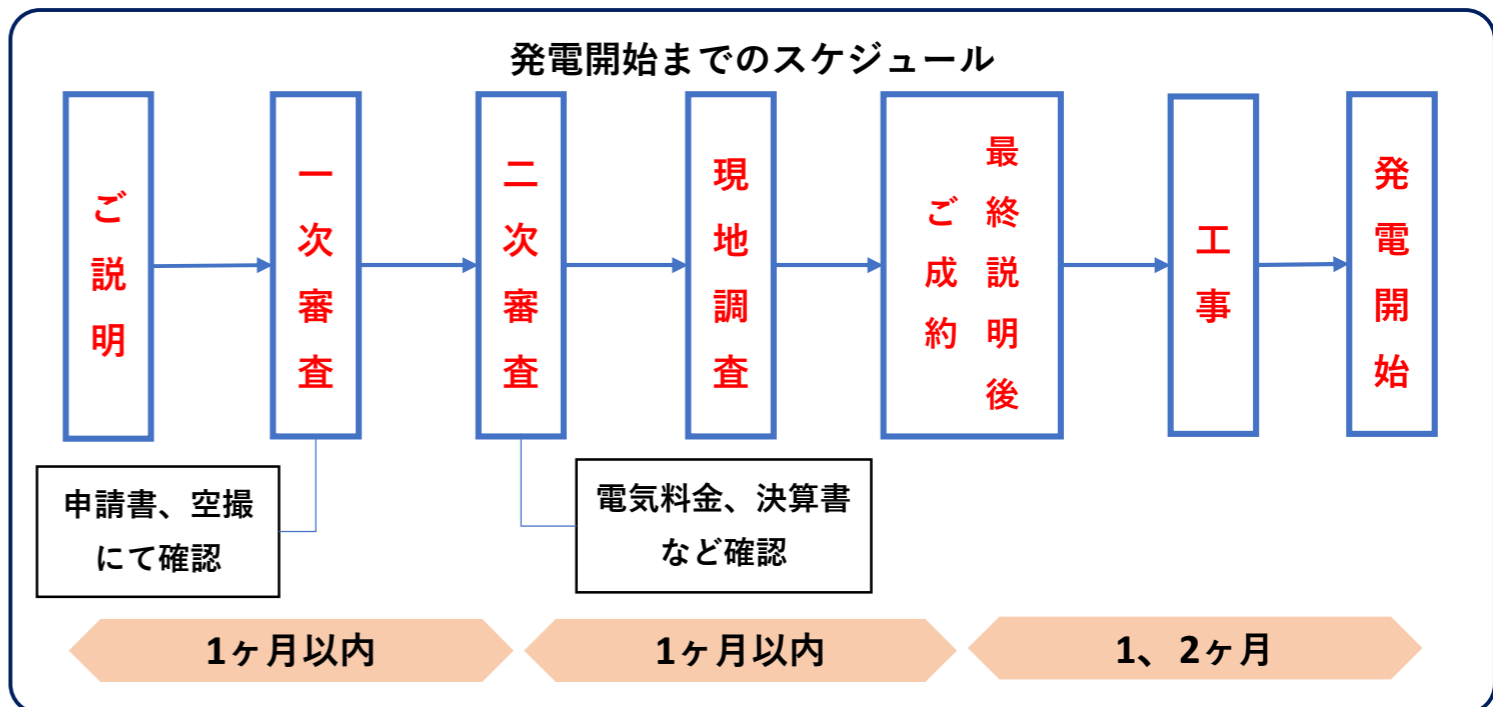 発電開始までのスケジュール
ご説明
一次審査
二次審査
現地調査
最終説明後
ご成約
工事
発電開始
申請書、空撮
にて確認
電気料金、決算書
など確認
1ヶ月以内
1ヶ月以内
1、2ヶ月